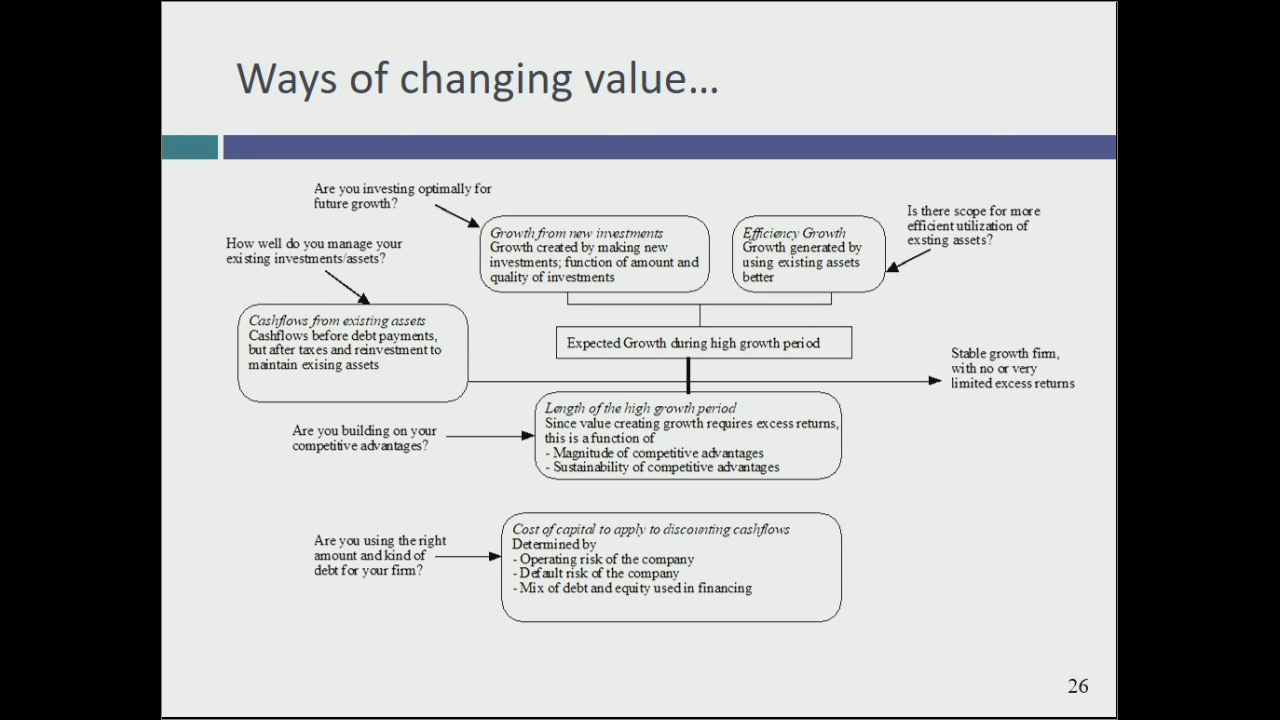 Ways of changing value...
Are you investing optimally for
future growth?
Is there scope for more
efficient utilization of
exsting assets?
How well do you manage your
existing investments/assets?
Growth from new investments
Growth created by making new
investments; function of amount and
quality of investments
Efficiency Growth
Growth generated by
using existing assets
better
Cashflows from existing assets
Cashflows before debt payments,
but after taxes and reinvestment to
maintain exising assets
Expected Growth during high growth period
Stable growth firm,
with no or very
limited excess returns
Are you building on your
competitive advantages?
Length of the high growth period
Since value creating growth requires excess returns,
this is a function of
- Magnitude of competitive advantages
- Sustainability of competitive advantages
Are you using the right
amount and kind of
debt for your firm?
Cost of capital to apply to discounting cashflows
Determined by
- Operating risk of the company
- Default risk of the company
- Mix of debt and equity used in financing
26